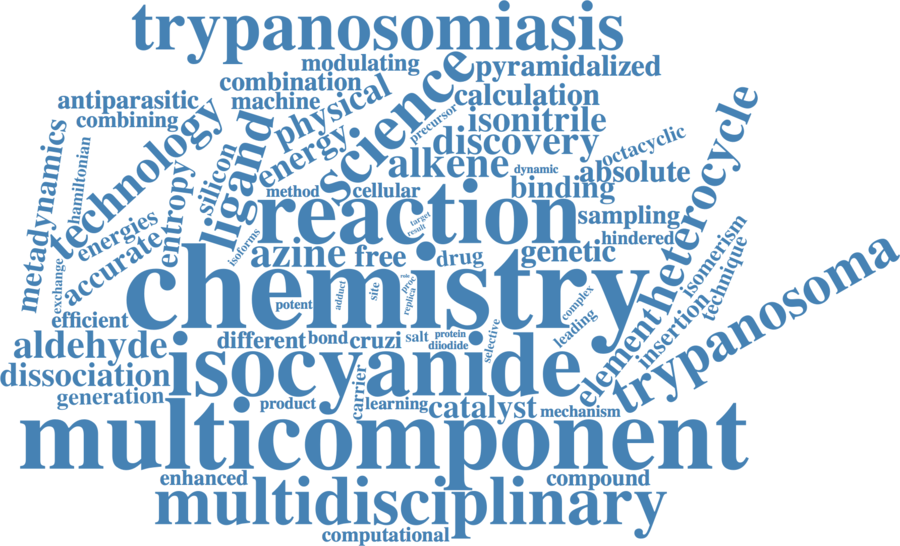 trypanosomiasis
modulating
pyramidalized
combination
science
physical
antiparasitic
machine
calculation
combining
technology
ligand
energy
precursor
isonitrile
discovery
heterocycle
metadynamics
hamiltonian
silicon
entropy
alkene
dynamic
octacyclic
absolute
method
cellular
binding
reaction
target
result
sampling
energies
accurate
isoforms
azine
free
drug
genetic
hindered
isomerism
technique
trypanosoma
exchange
chemistry
role
proc
replica
site
adduct
potent
complex
insertion
element
efficient
leading
aldehyde
different
bond
cruzi
salt
protein
diiodide
selective
isocyanide
dissociation
generation
carrier
product
learning
catalyst
mechanism
multicomponent
enhanced
compound
multidisciplinary
computational